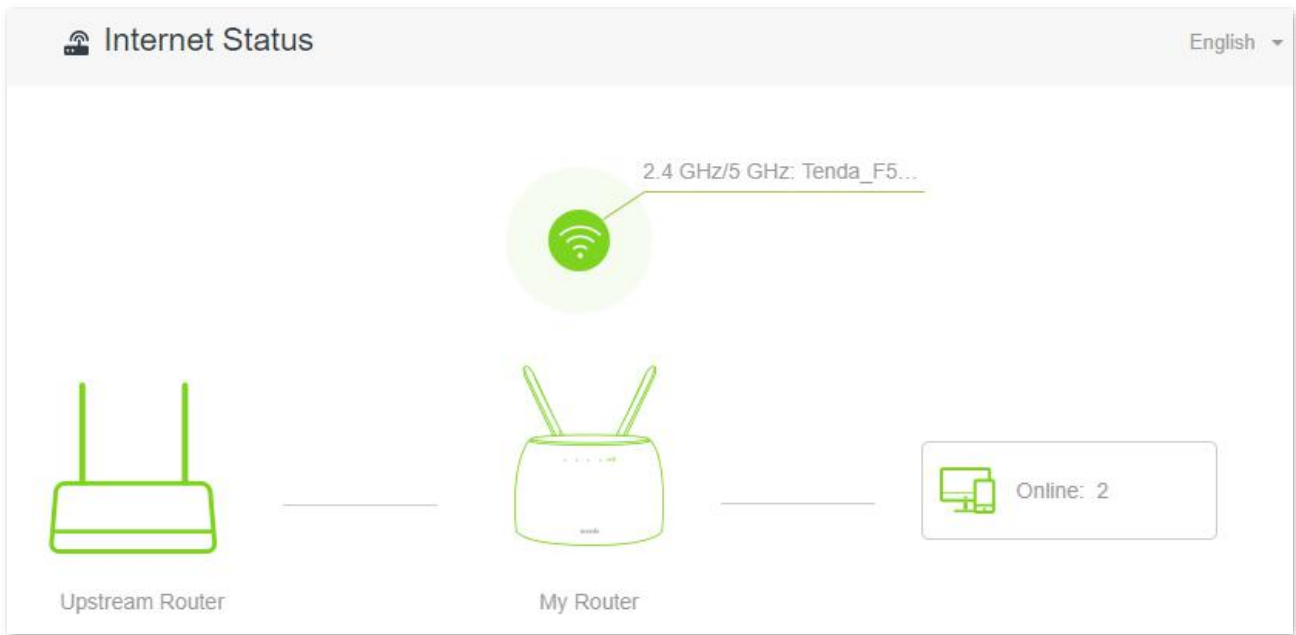 Internet Status
English
2.4 GHz/5 GHz: Tenda_F5...
Online: 2
Upstream Router
My Router